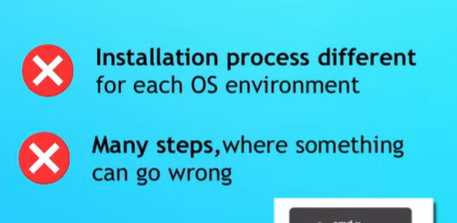 Installation process different
for each OS environment
Many steps,where something
can go wrong